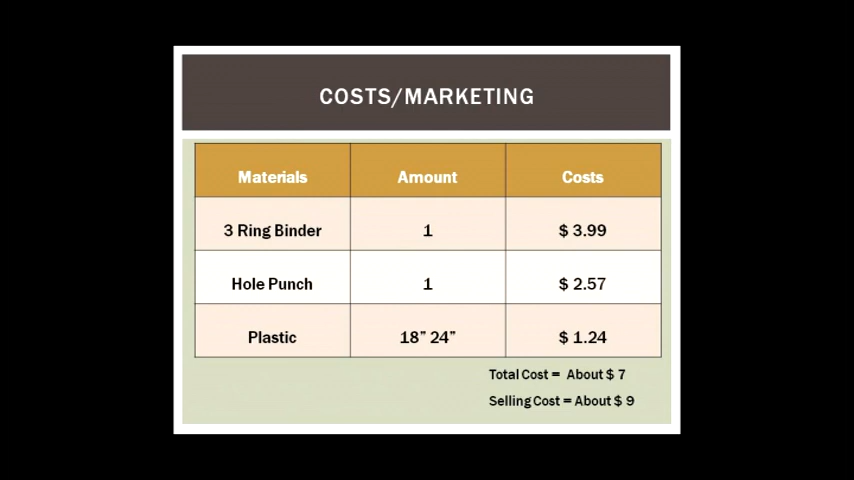 COSTS/MARKETING
Materials Amount Costs
3 Ring Binder 1 $ 3.99
Hole Punch 1 $ 2.57
Plastic 18” 24” $ 1.24
Total Cost = About $ 7
Selling Cost = About $ 9